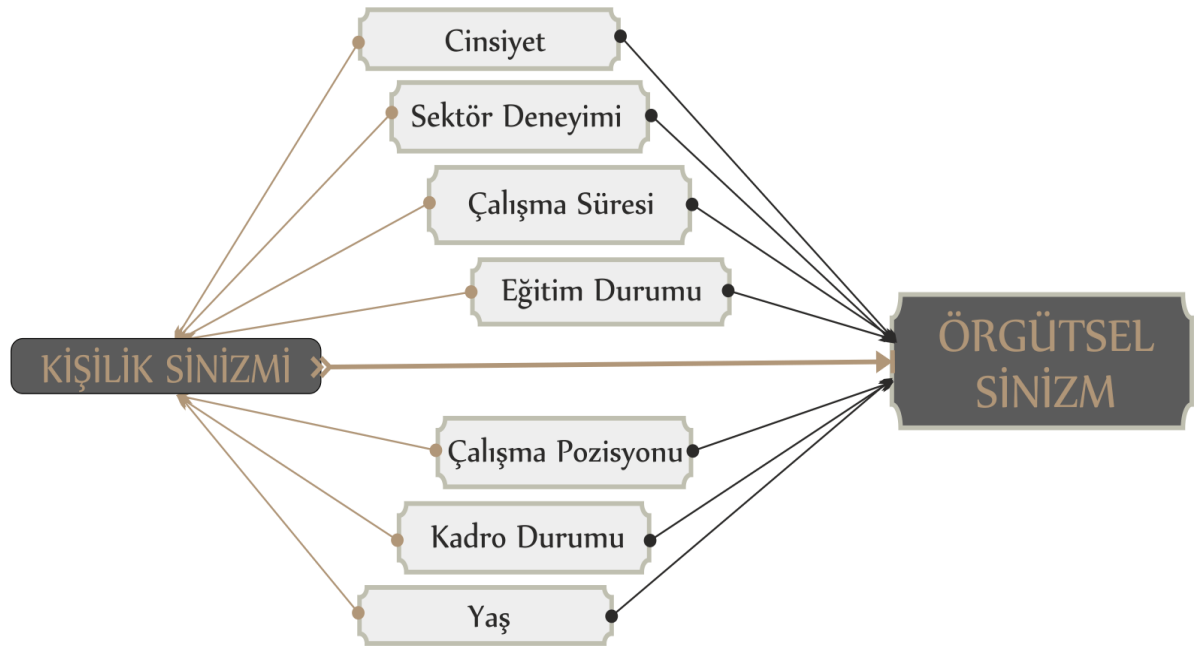 Cinsiyet
Sektör Deneyimi
Çalışma Süresi
Eğitim Durumu
KİŞİLİK SİNİZMİ
ÖRGÜTSEL
SİNİZM
Çalışma Pozisyonu
Kadro Durumu
Yaş